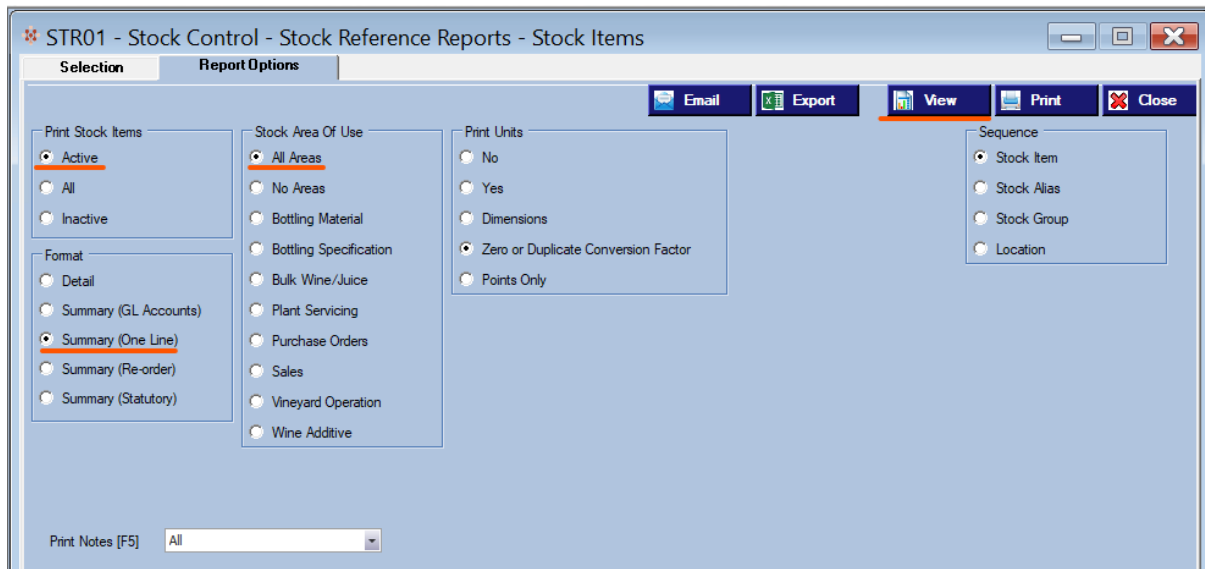 STR01 - Stock Control - Stock Reference Reports - Stock Items
Selection
Report Options
Email
Export
View
Print
Close
Print Stock Items
Active
All
Inactive
Format
Detail
Summary (GL Accounts)
Summary (One Line)
Summary (Re-order)
Summary (Statutory)
Stock Area Of Use
All Areas
No Areas
Bottling Material
Bottling Specification
Bulk Wine/Juice
Plant Servicing
Purchase Orders
Sales
Vineyard Operation
Wine Additive
Print Units
No
Yes
Dimensions
Zero or Duplicate Conversion Factor
Points Only
Sequence
Stock Item
Stock Alias
Stock Group
Location
Print Notes [F5]
All